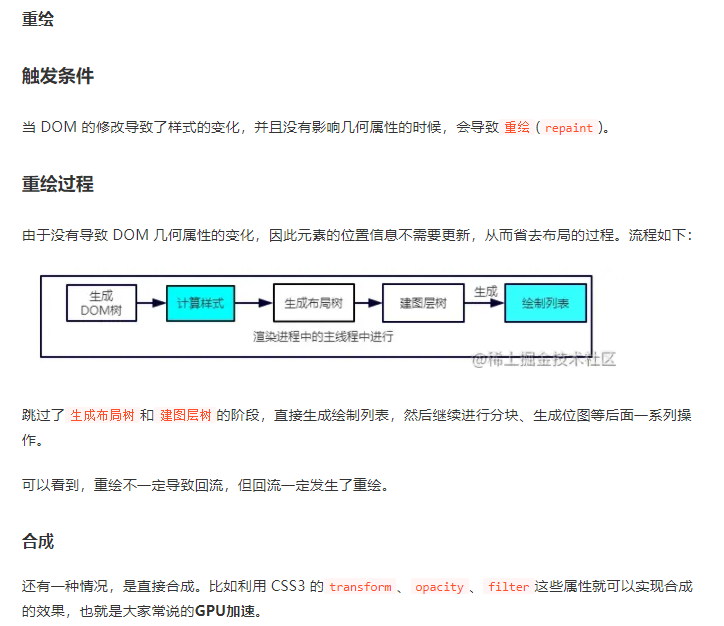 重绘
触发条件
当 DOM 的修改导致了样式的变化，并且没有影响几何属性的时候，会导致 重绘 ( repaint )。
重绘过程
由于没有导致 DOM 几何属性的变化，因此元素的位置信息不需要更新，从而省去布局的过程。流程如下：
生成
DOM树
计算样式
生成布局树
建图层树
生成
绘制列表
渲染进程中的主线程中进行
@稀土掘金技术社区
跳过了 生成布局树 和 建图层树 的阶段，直接生成绘制列表，然后继续进行分块、生成位图等后面一系列操
作。
可以看到，重绘不一定导致回流，但回流一定发生了重绘。
合成
还有一种情况，是直接合成。比如利用 CSS3 的 transform 、 opacity 、 filter 这些属性就可以实现合成
的效果，也就是大家常说的GPU加速。